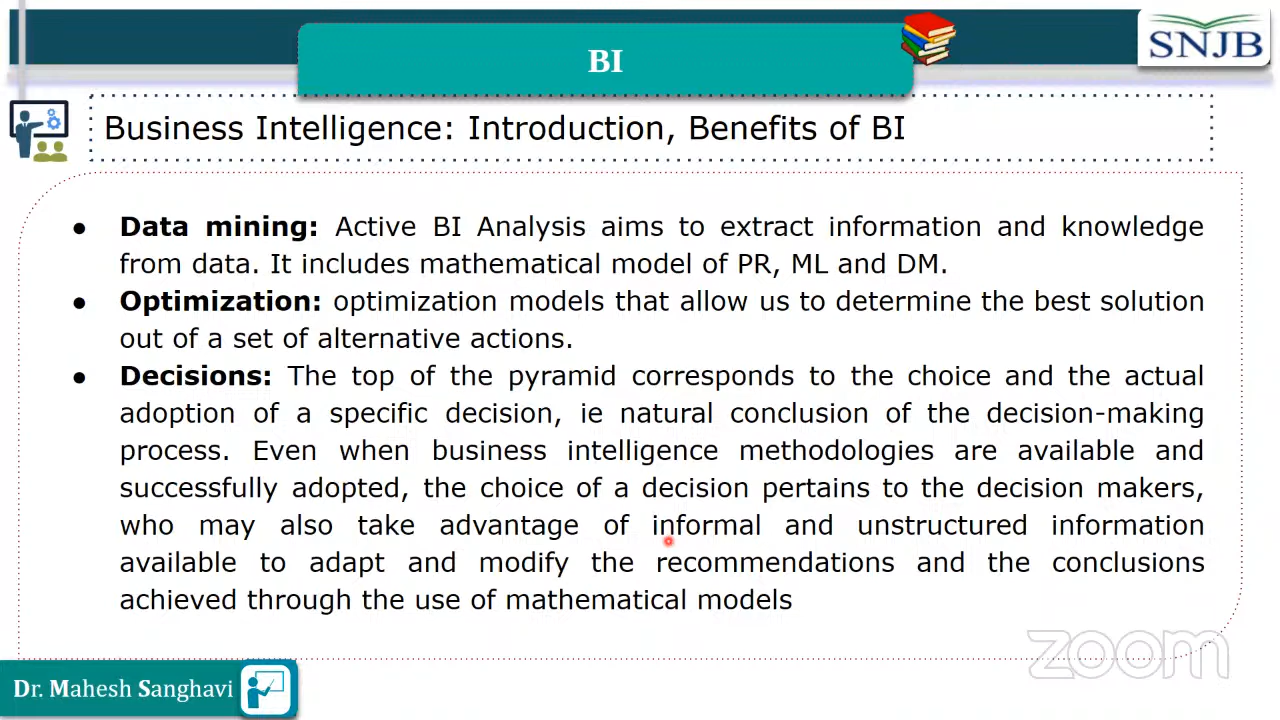 BI
SNJB
Business Intelligence: Introduction, Benefits of BI
● Data mining: Active BI Analysis aims to extract information and knowledge
from data. It includes mathematical model of PR, ML and DM.
● Optimization: optimization models that allow us to determine the best solution
out of a set of alternative actions.
● Decisions: The top of the pyramid corresponds to the choice and the actual
adoption of a specific decision, ie natural conclusion of the decision-making
process. Even when business intelligence methodologies are available and
successfully adopted, the choice of a decision pertains to the decision makers,
who may also take advantage of informal and unstructured information
available to adapt and modify the recommendations and the conclusions
achieved through the use of mathematical models
zoom
Dr. Mahesh Sanghavi